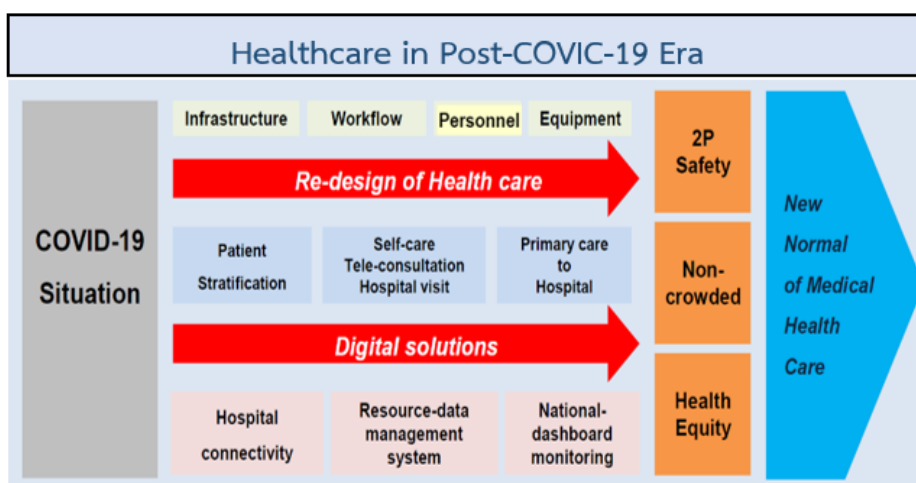 Healthcare in Post-COVIC-19 Era
COVID-19
Situation
Infrastructure
Workflow
Personnel
Equipment
Re-design of Health care
Patient
Stratification
Self-care
Tele-consultation
Hospital visit
Primary care
to
Hospital
Digital solutions
Hospital
connectivity
Resource-data
management
system
National-
dashboard
monitoring
2P
Safety
Non-
crowded
Health
Equity
New
Normal
of Medical
Health
Care